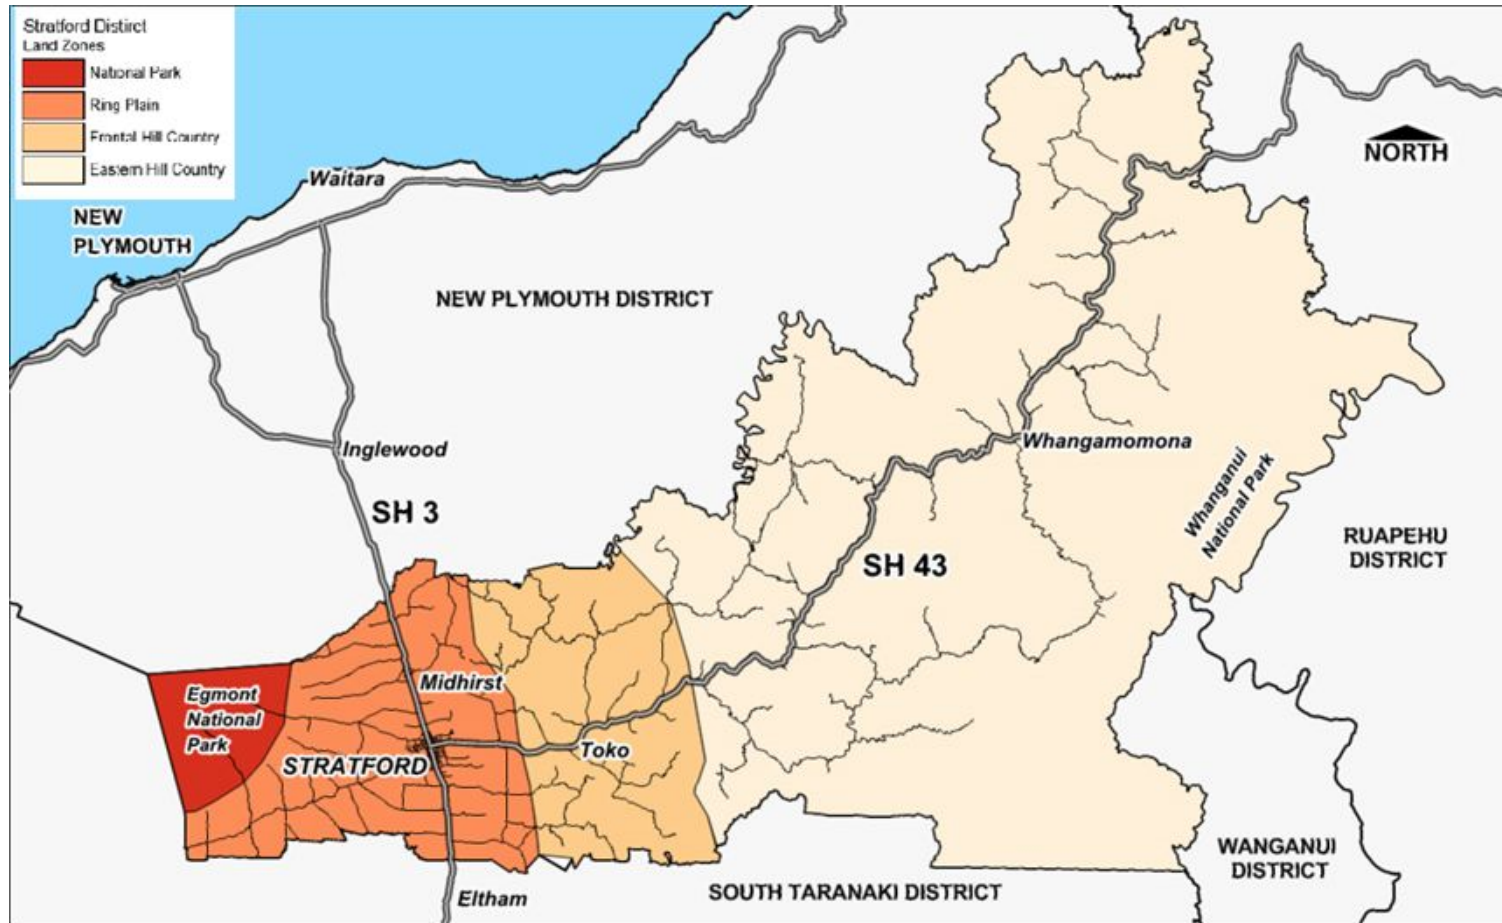 Stratford Distirct
Land Zones
National Park
Ring Plain
Frontal Hill Country
Eastern Hill Country
NORTH
Waitara
NEW
PLYMOUTH
NEW PLYMOUTH DISTRICT
Inglewood
Whangamomona
Whanganui
National Park
SH 3
RUAPEHU
DISTRICT
SH 43
Midhirst
Egmont
National
Park
Toko
STRATFORD
WANGANUI
DISTRICT
SOUTH TARANAKI DISTRICT
Eltham